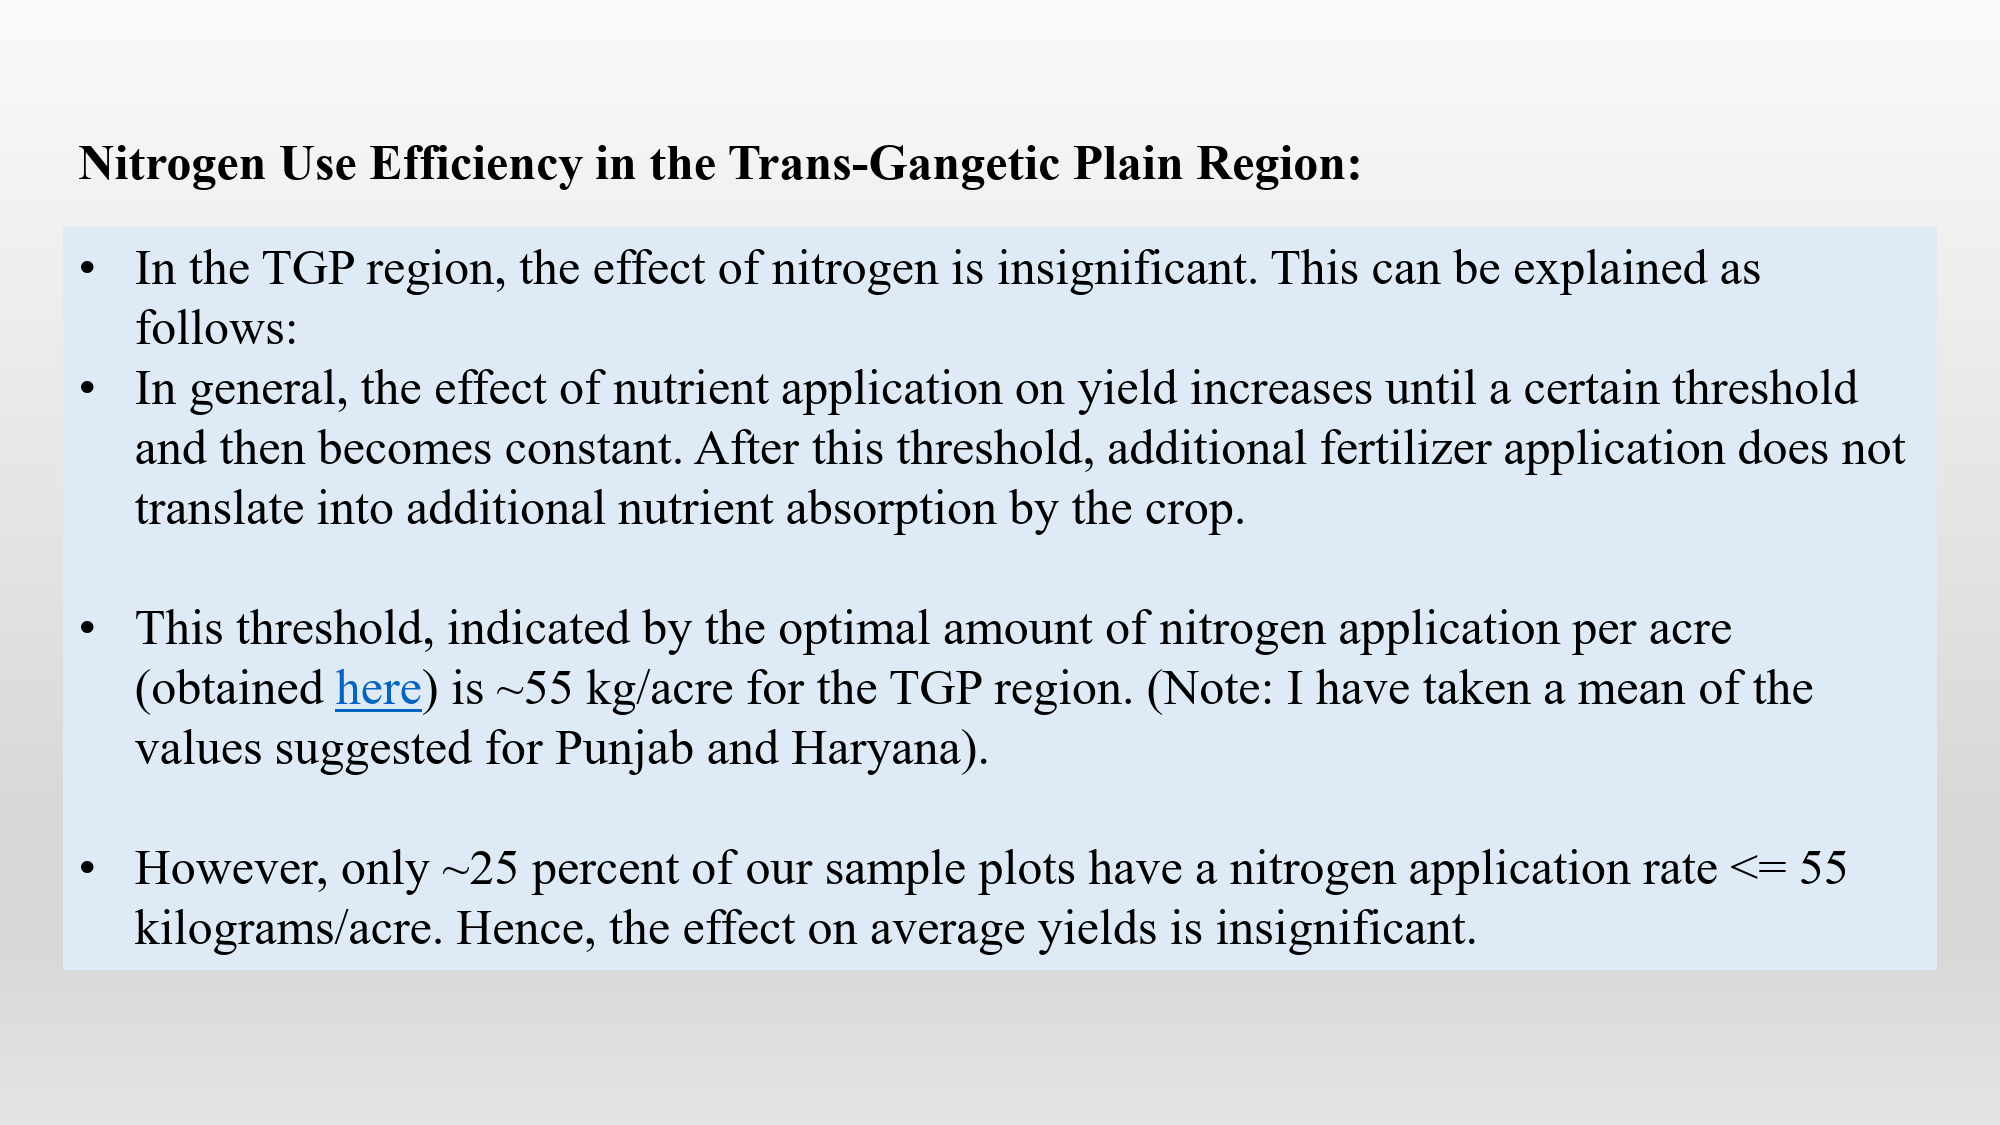 Nitrogen Use Efficiency in the Trans-Gangetic Plain Region:
• In the TGP region, the effect of nitrogen is insignificant. This can be explained as
follows:
• In general, the effect of nutrient application on yield increases until a certain threshold
and then becomes constant. After this threshold, additional fertilizer application does not
translate into additional nutrient absorption by the crop.
• This threshold, indicated by the optimal amount of nitrogen application per acre
(obtained here) is ~55 kg/acre for the TGP region. (Note: I have taken a mean of the
values suggested for Punjab and Haryana).
• However, only ~25 percent of our sample plots have a nitrogen application rate <= 55
kilograms/acre. Hence, the effect on average yields is insignificant.